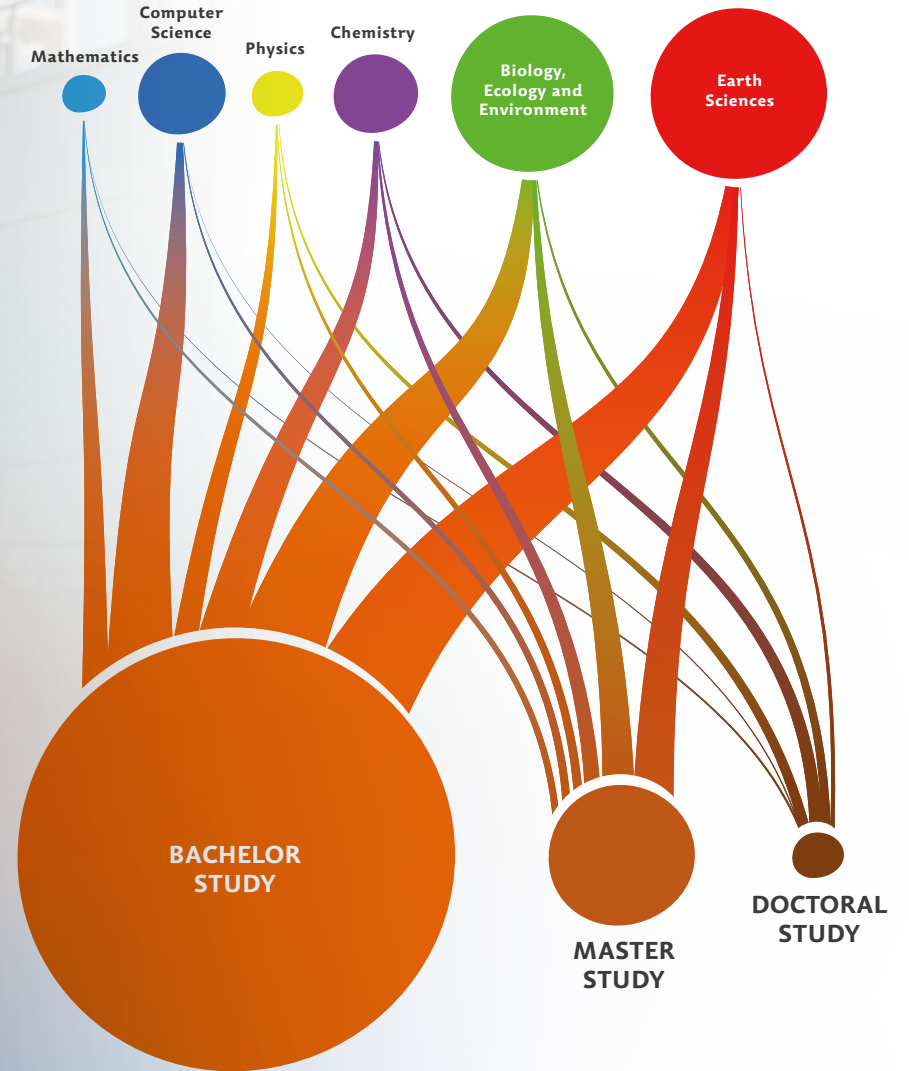 Mathematics
Computer
Science
Physics
Chemistry
Biology,
Ecology and
Environment
Earth
Sciences
BACHELOR
STUDY
MASTER
STUDY
DOCTORAL
STUDY